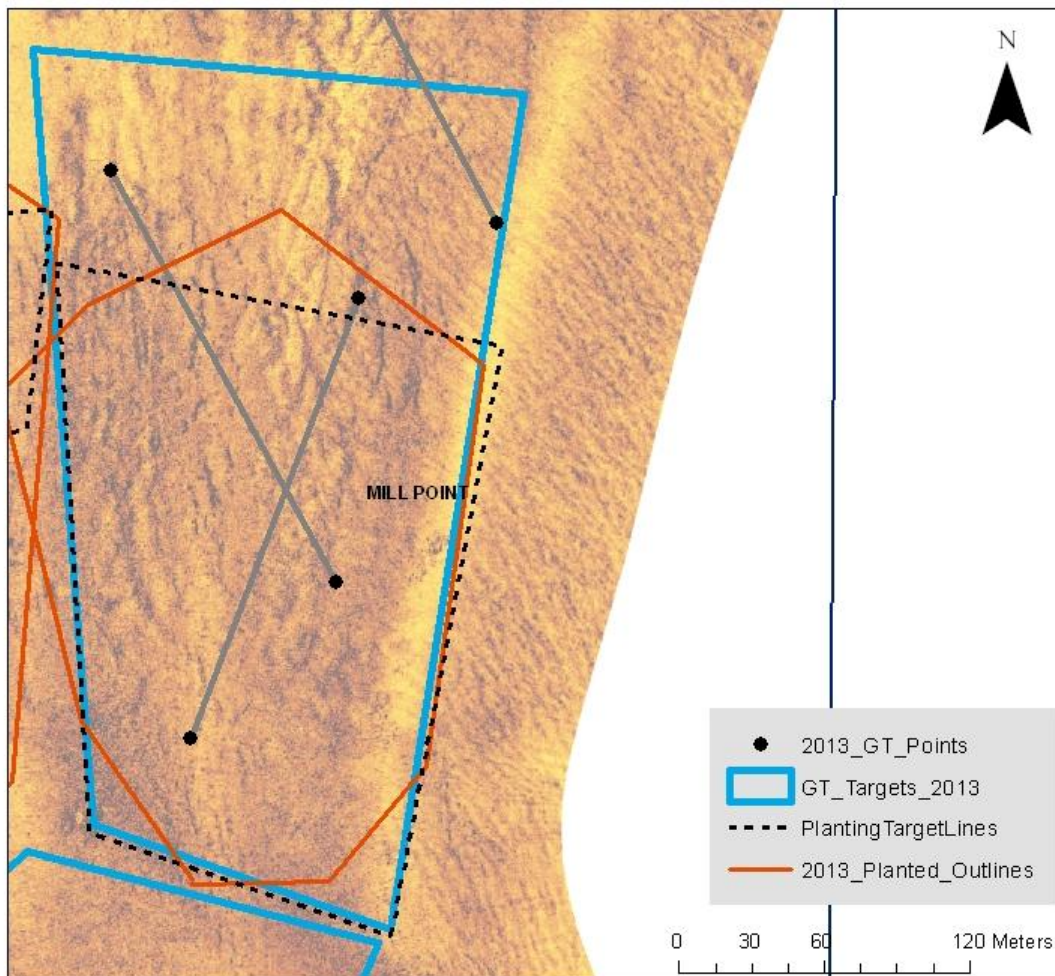 N
MILL POINT
2013_GT_Points
GT_Targets_2013
PlantingTargetLines
2013_Planted_Outlines
0 30 60 120 Meters